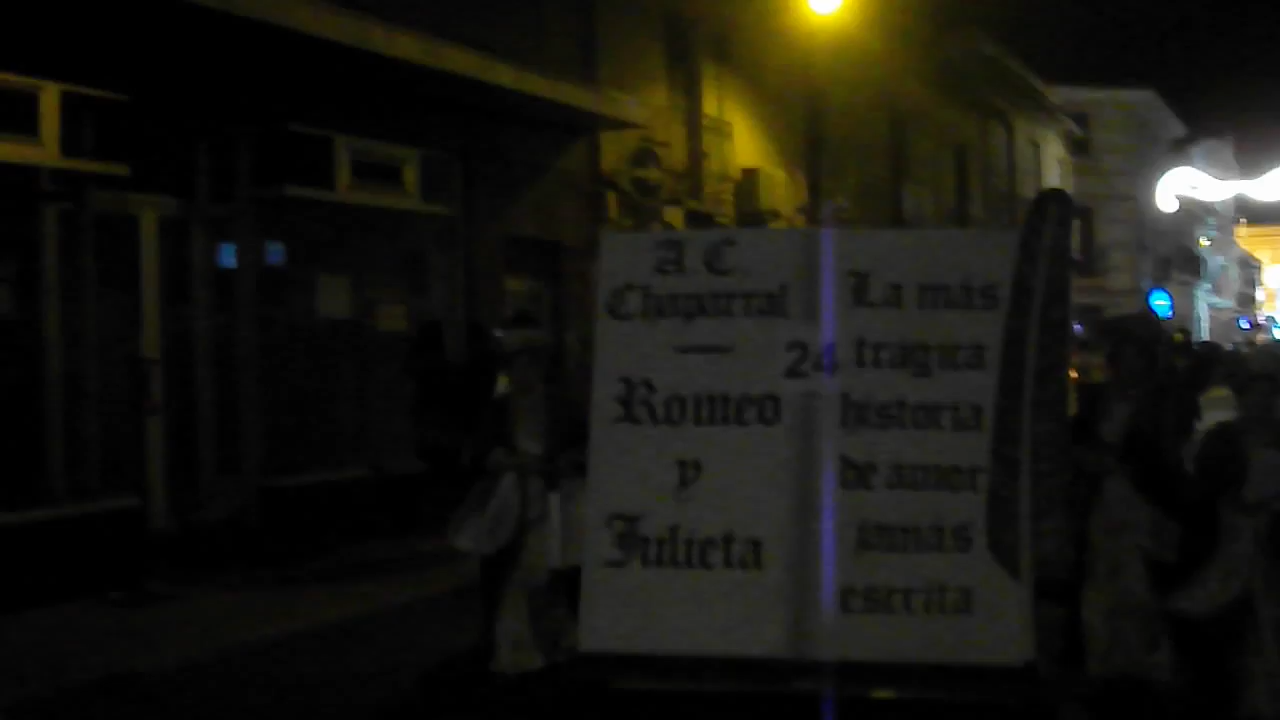 A.C.
Chaparral
Romeo
y
Julieta
24
La más
trágica
historia
de amor
jamás
escrita